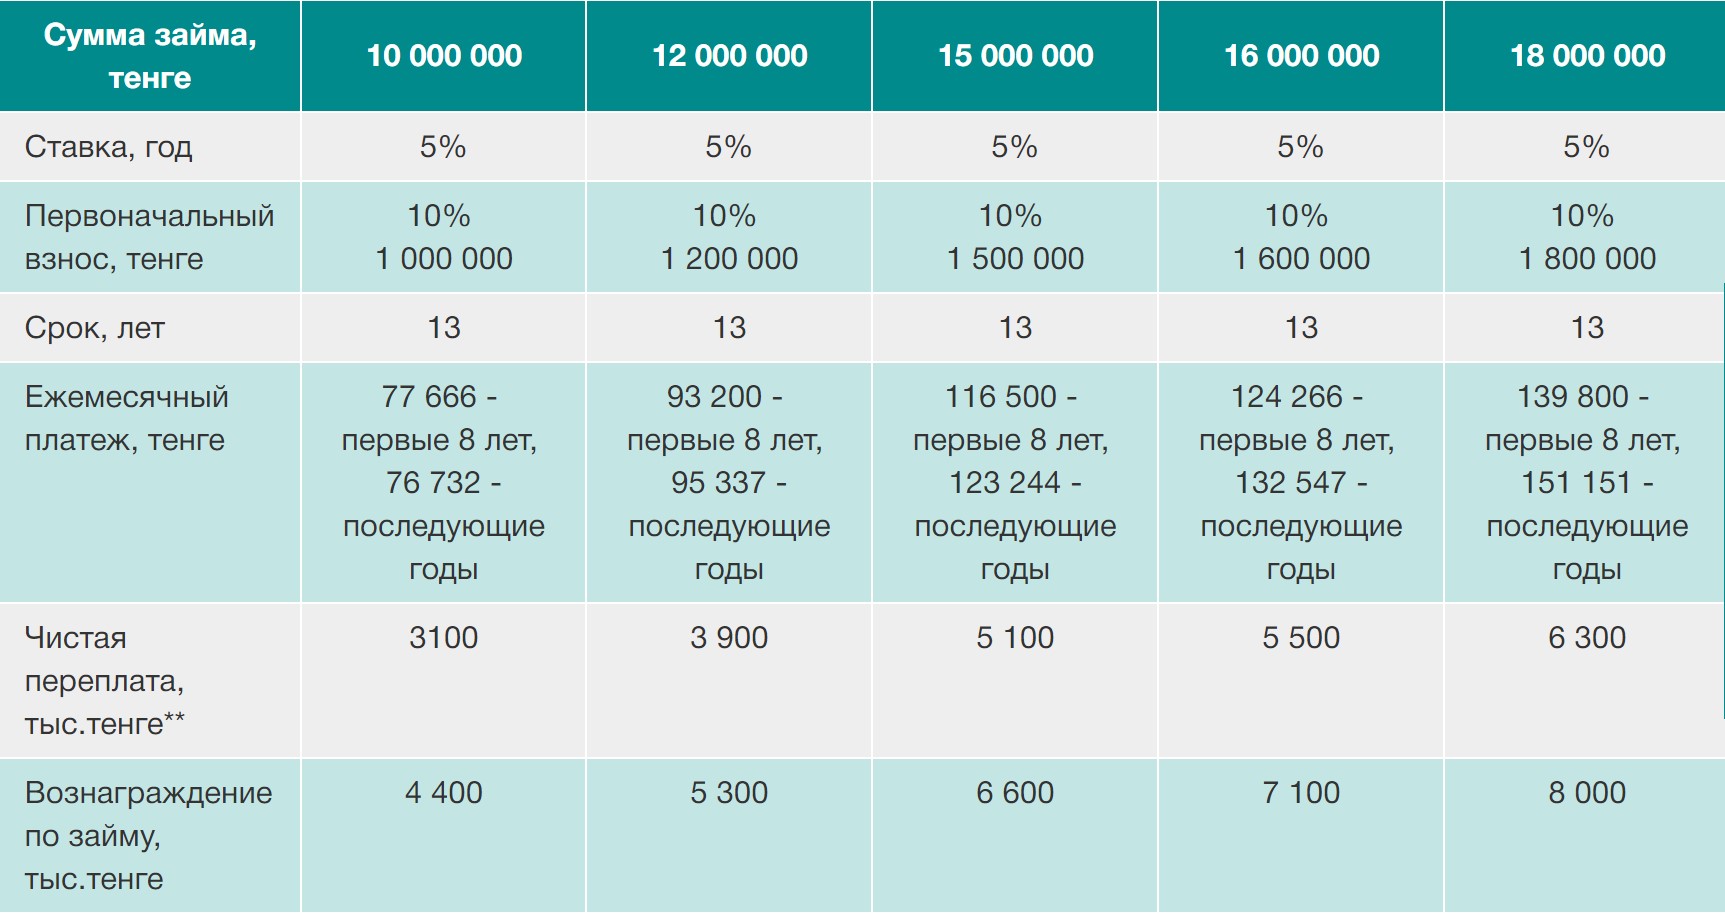 Сумма займа,
тенге
10 000 000
12 000 000
15 000 000
16 000 000
18 000 000
Ставка, год
5%
5%
5%
5%
5%
Первоначальный
взнос, тенге
10%
1 000 000
10%
1 200 000
10%
1 500 000
10%
1 600 000
10%
1 800 000
Срок, лет
13
13
13
13
13
Ежемесячный
платеж, тенге
77 666 -
первые 8 лет,
76 732 -
последующие
годы
93 200 -
первые 8 лет,
95 337 -
последующие
годы
116 500 -
первые 8 лет,
123 244 -
последующие
годы
124 266 -
первые 8 лет,
132 547 -
последующие
годы
139 800 -
первые 8 лет,
151 151 -
последующие
годы
Чистая
переплата,
тыс.тенге**
3100
3 900
5 100
5 500
6 300
Вознаграждение
по займу,
тыс.тенге
4 400
5 300
6 600
7 100
8 000